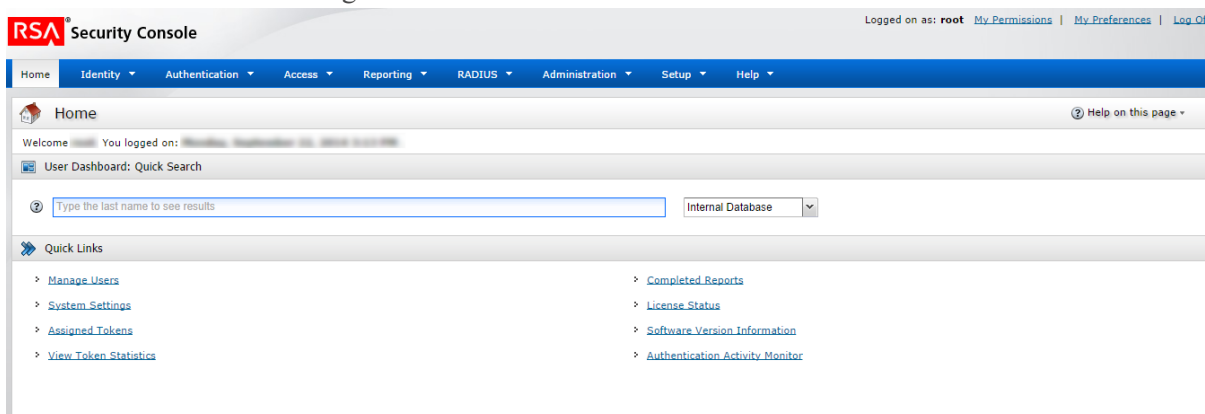 RSA® Security Console
Logged on as: root My Permissions | My Preferences | Log
Home Identity Authentication Access Reporting RADIUS Administration Setup Help
Home
Help on this page
Welcome You logged on:
User Dashboard: Quick Search
Type the last name to see results
Internal Database
Quick Links
Manage Users
System Settings
Assigned Tokens
View Token Statistics
Completed Reports
License Status
Software Version Information
Authentication Activity Monitor